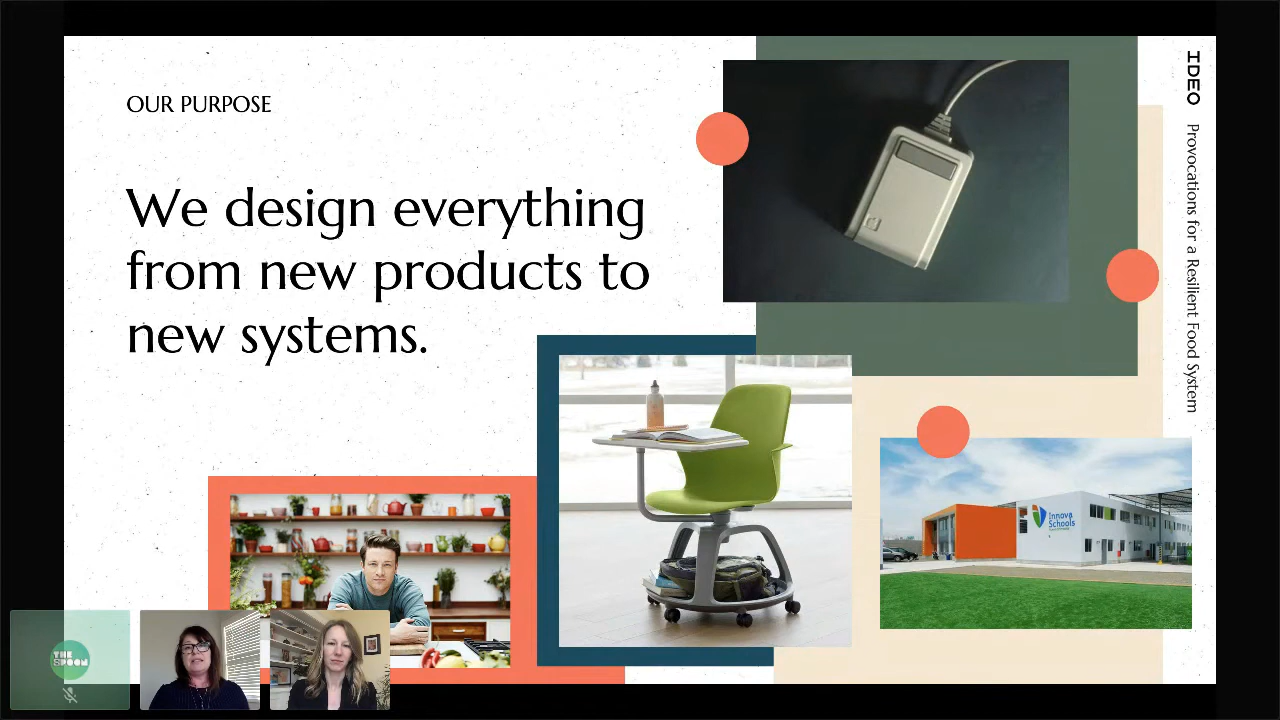 OUR PURPOSE
We design everything
from new products to
new systems.
IDEO Provocations for a Resilient Food System
Innova
Schools
THE
SPOON